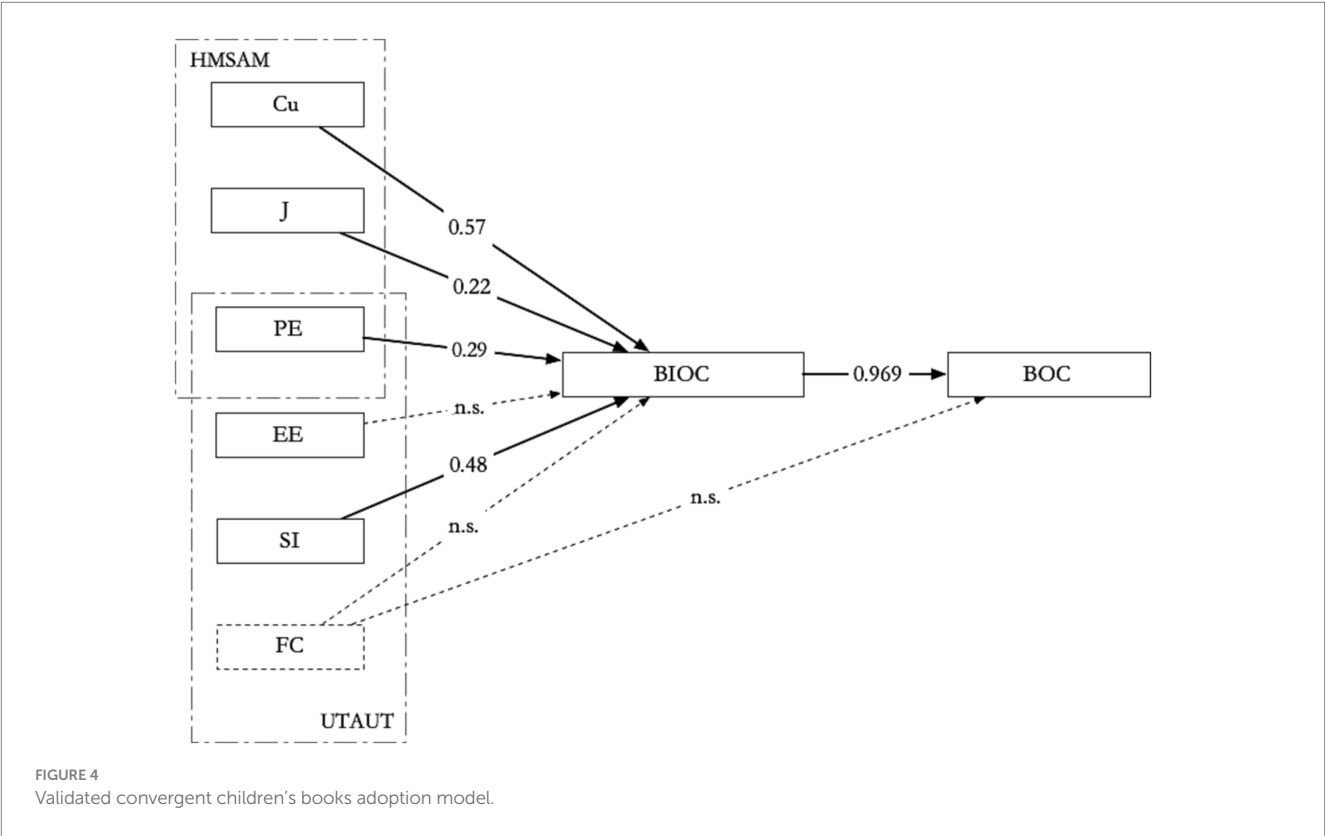 HMSAM
Cu
J
PE
EE
SI
FC
UTAUT
0.57
0.22
0.29
n.s.
0.48
n.s.
n.s.
BIOC
0.969
BOC
FIGURE 4
Validated convergent children’s books adoption model.